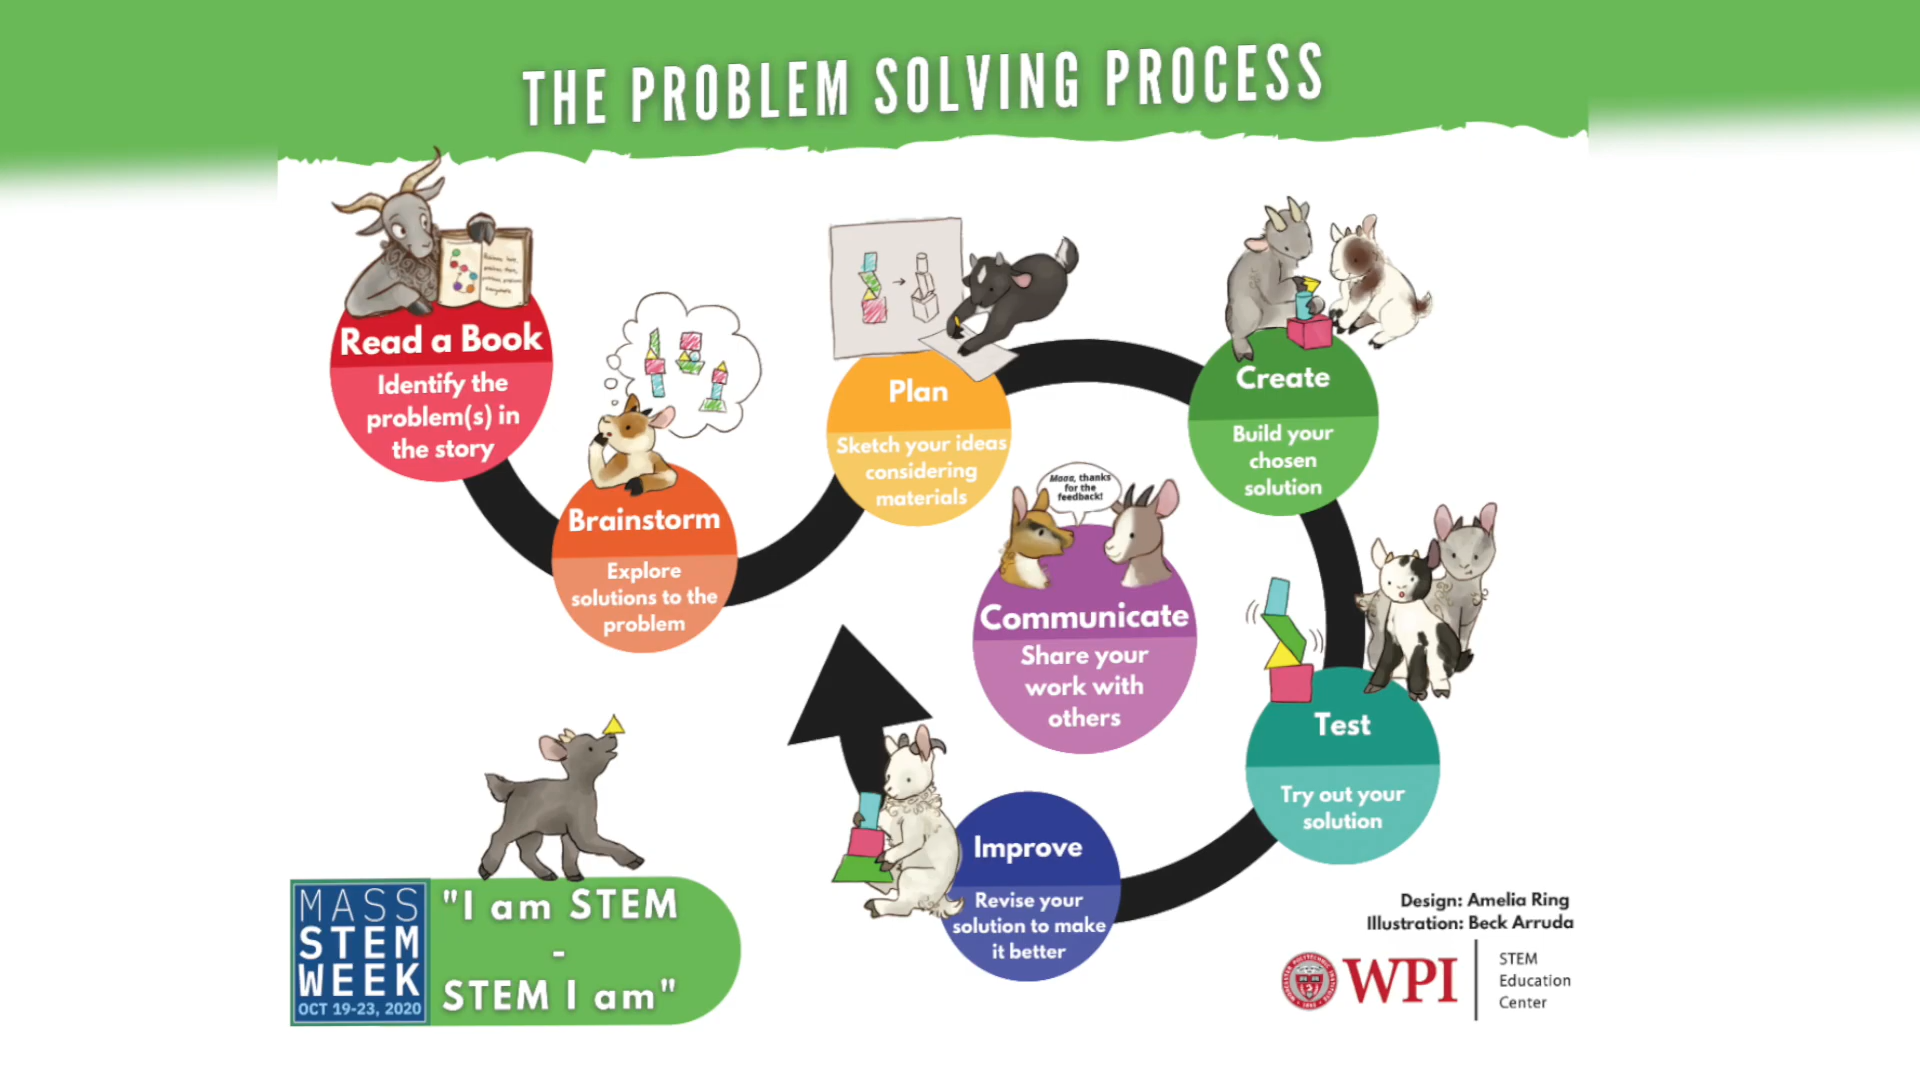 THE PROBLEM SOLVING PROCESS
Read a Book
Identify the
problem(s) in
the story
Brainstorm
Explore
solutions to the
problem
Plan
Sketch your ideas
considering
materials
Create
Build your
chosen
solution
Maaa, thanks
for the
feedback!
Communicate
Share your
work with
others
Test
Try out your
solution
Improve
Revise your
solution to make
it better
MASS
STEM
WEEK
OCT 19-23, 2020
"I am STEM
-
STEM I am"
Design: Amelia Ring
Illustration: Beck Arruda
WPI
STEM
Education
Center